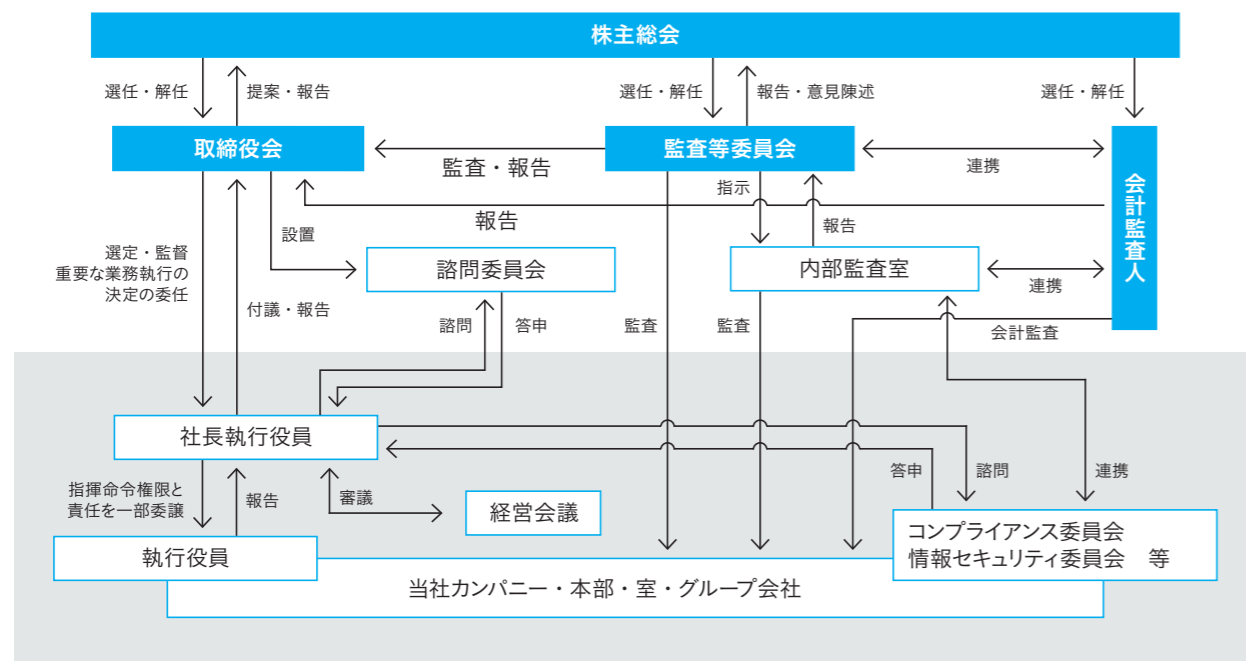 株主総会
選任・解任
提案・報告
選任・解任
報告・意見陳述
選任・解任
取締役会
監査・報告
監査等委員会
連携
会計監査人
指示
報告
報告
設置
選定・監督
重要な業務執行の
決定の委任
諮問委員会
内部監査室
連携
付議・報告
諮問
答申
監査
監査
会計監査
社長執行役員
指揮命令権限と
責任を一部委譲
報告
審議
答申
諮問
連携
経営会議
執行役員
コンプライアンス委員会
情報セキュリティ委員会　等
当社カンパニー・本部・室・グループ会社